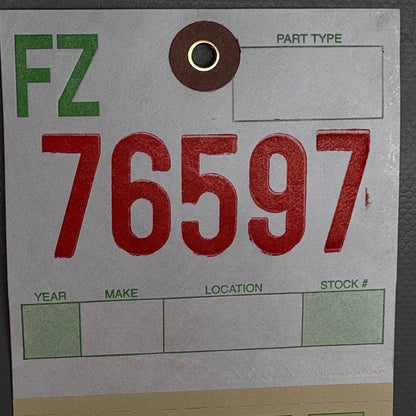 FZ
PART TYPE
76597
YEAR MAKE LOCATION STOCK #